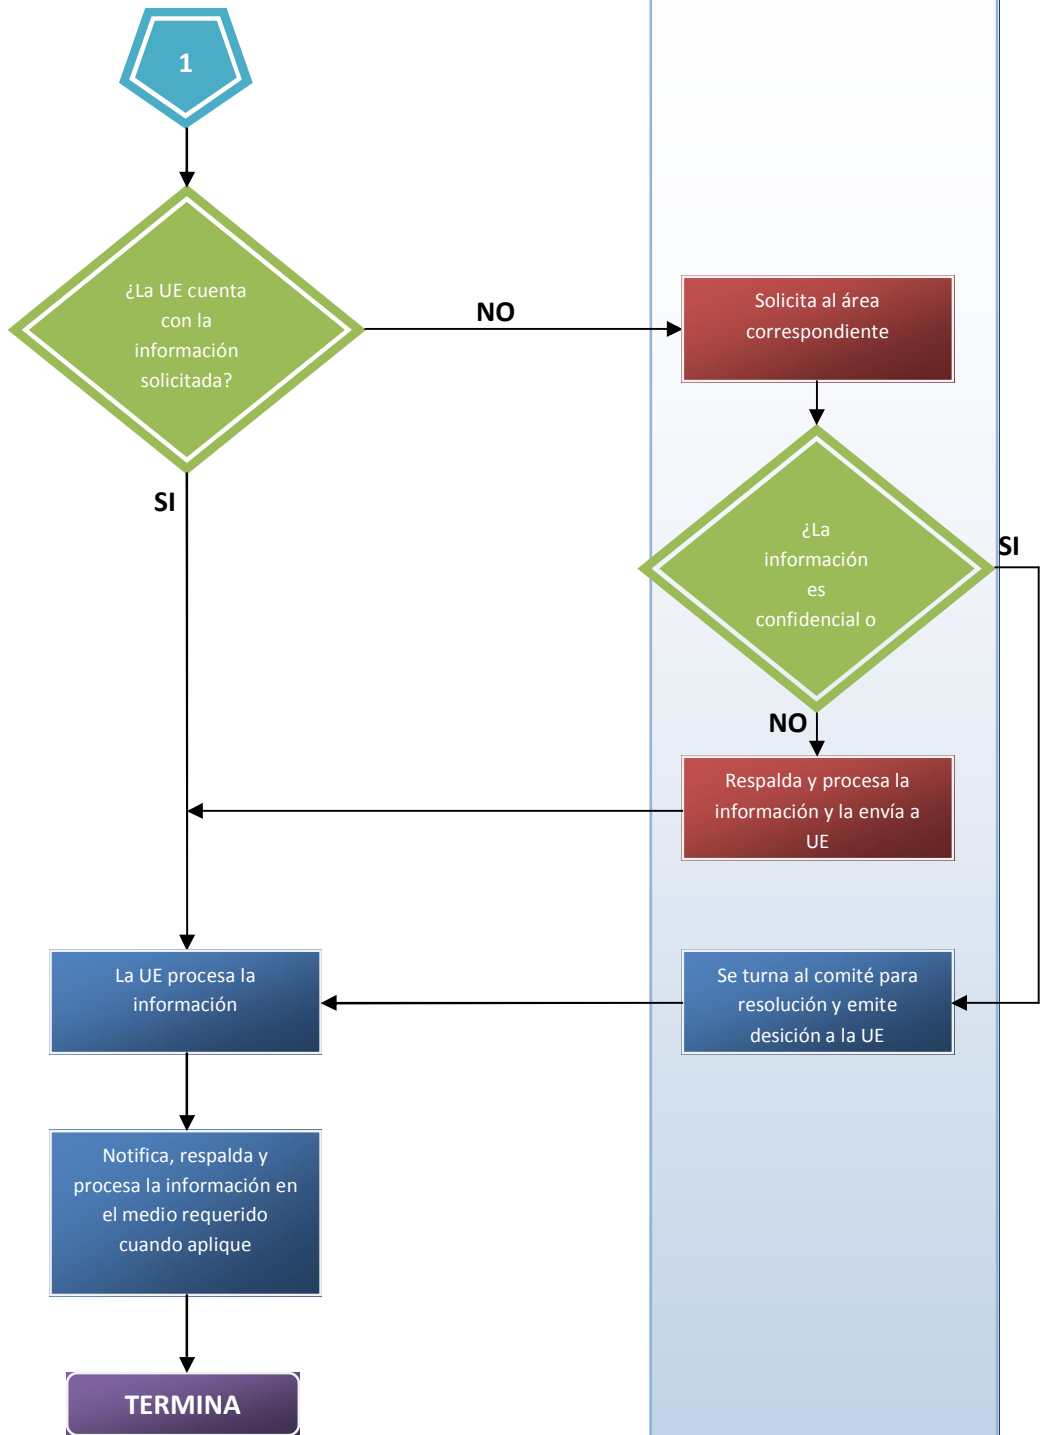 1
¿La UE cuenta
con la
información
solicitada?
NO
Solicita al área
correspondiente
SI
¿La
información
es
confidencial o
SI
NO
Respalda y procesa la
información y la envía a
UE
La UE procesa la
información
Se turna al comité para
resolución y emite
desición a la UE
Notifica, respalda y
procesa la información en
el medio requerido
cuando aplique
TERMINA